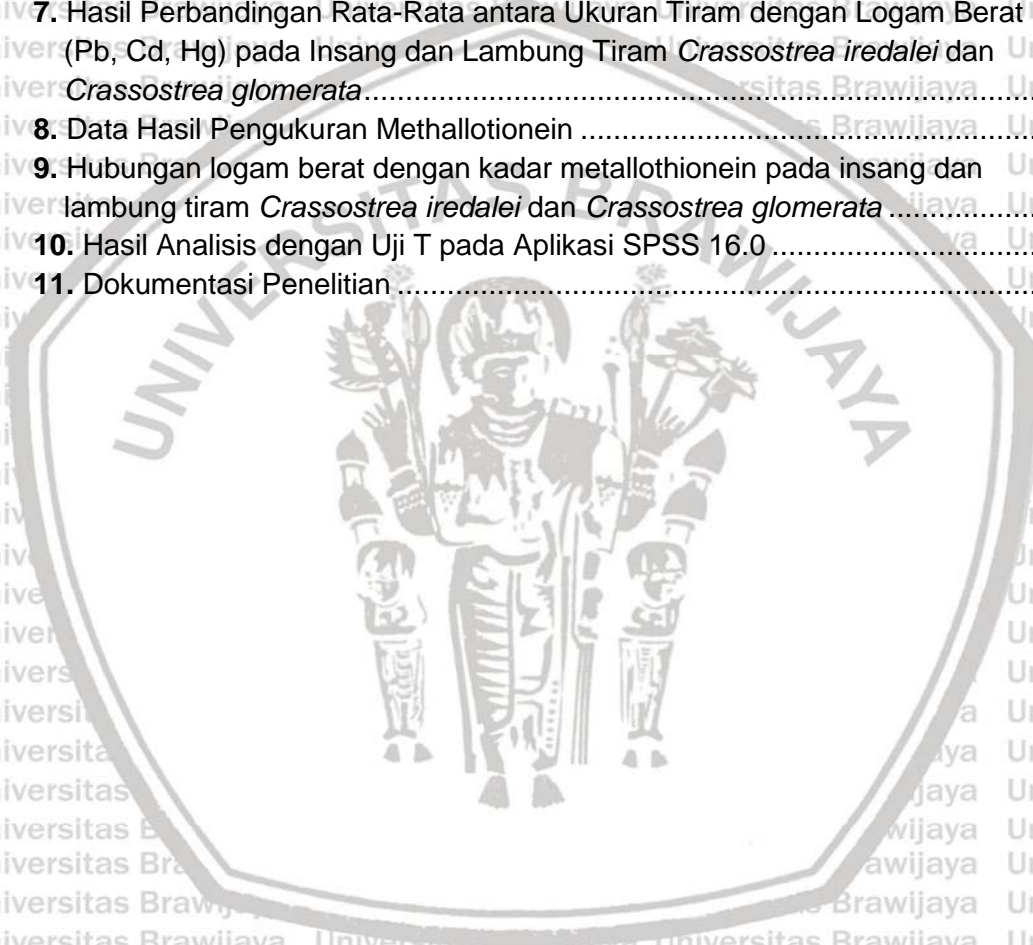 7. Hasil Perbandingan Rata-Rata antara Ukuran Tiram dengan Logam Berat
(Pb, Cd, Hg) pada Insang dan Lambung Tiram Crassostrea iredalei dan
Crassostrea glomerata
8. Data Hasil Pengukuran Methallotionein
9. Hubungan logam berat dengan kadar metallothionein pada insang dan
lambung tiram Crassostrea iredalei dan Crassostrea glomerata
10. Hasil Analisis dengan Uji T pada Aplikasi SPSS 16.0
11. Dokumentasi Penelitian
UNIVERSITAS BRAWIJAYA